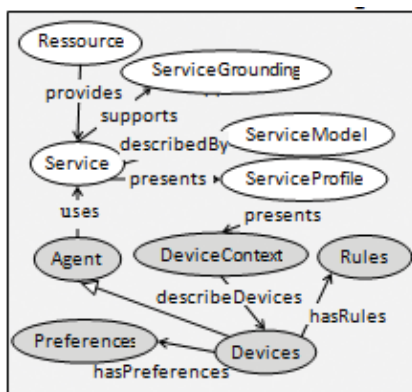 Ressource
ServiceGrounding
provides
supports
describedBy
ServiceModel
Service
presents
ServiceProfile
uses
presents
Agent
DeviceContext
Rules
describeDevices
hasRules
Preferences
Devices
hasPreferences